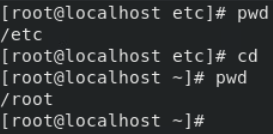 [root@localhost etc]# pwd
/etc
[root@localhost etc]# cd
[root@localhost ~]# pwd
/root
[root@localhost ~]#